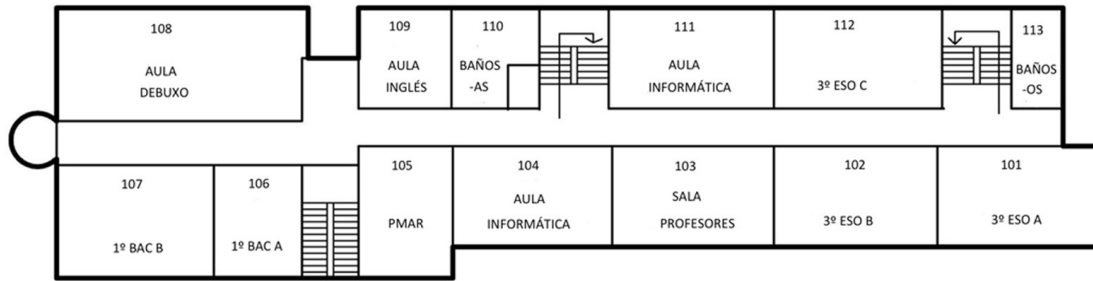 108
AULA
DEBUXO
109
AULA
INGLÉS
110
BAÑOS
-AS
111
AULA
INFORMÁTICA
112
3º ESO C
113
BAÑOS
-OS
107
1º BAC B
106
1º BAC A
105
PMAR
104
AULA
INFORMÁTICA
103
SALA
PROFESORES
102
3º ESO B
101
3º ESO A